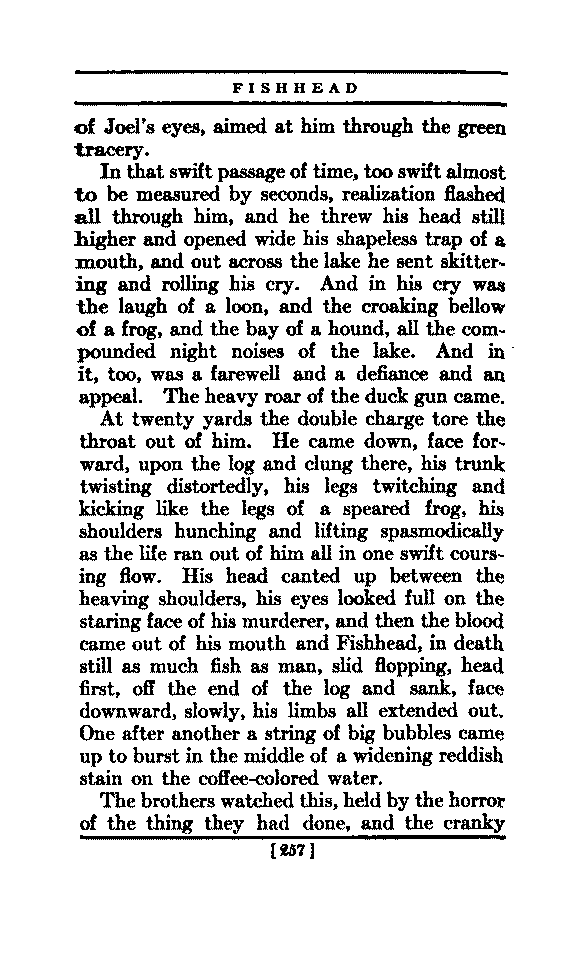 FISHHEAD
of Joel's eyes, aimed at him through the green
tracery.
In that swift passage of time, too swift almost
to be measured by seconds, realization flashed
all through him, and he threw his head still
higher and opened wide his shapeless trap of a
mouth, and out across the lake he sent skitter-
ing and rolling his cry. And in his cry was
the laugh of a loon, and the croaking bellow
of a frog, and the bay of a hound, all the com-
pounded night noises of the lake. And in
it, too, was a farewell and a defiance and an
appeal. The heavy roar of the duck gun came.
At twenty yards the double charge tore the
throat out of him. He came down, face for-
ward, upon the log and clung there, his trunk
twisting distortedly, his legs twitching and
kicking like the legs of a speared frog, his
shoulders hunching and lifting spasmodically
as the life ran out of him all in one swift cours-
ing flow. His head canted up between the
heaving shoulders, his eyes looked full on the
staring face of his murderer, and then the blood
came out of his mouth and Fishhead, in death
still as much fish as man, slid flopping, head
first, off the end of the log and sank, face
downward, slowly, his limbs all extended out.
One after another a string of big bubbles came
up to burst in the middle of a widening reddish
stain on the coffee-colored water.
The brothers watched this, held by the horror
of the thing they had done, and the cranky
[257]